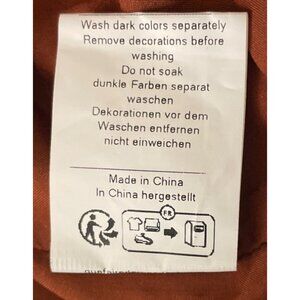 Wash dark colors separately
Remove decorations before
washing
Do not soak
dunkle Farben separat
waschen
Dekorationen vor dem
Waschen entfernen
nicht einweichen
Made in China
In China hergestellt
FR